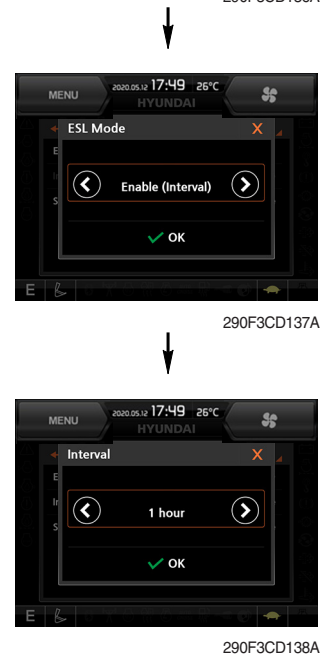 MENU 2020.05.12 17:49 26°C
HYUNDAI
ESL Mode X
Enable (Interval)
OK
E
290F3CD137A
MENU 2020.05.12 17:49 26°C
HYUNDAI
Interval X
1 hour
OK
E
290F3CD138A